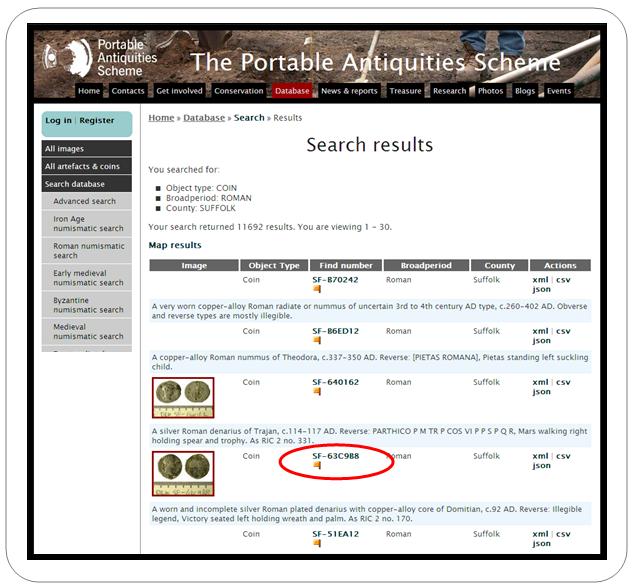 Portable
Antiquities
Scheme
The Portable Antiquities Scheme
Home Contacts Get involved Conservation Database News & reports Treasure Research Photos Blogs Events
Log in | Register
All images
All artefacts & coins
Search database
Advanced search
Iron Age
numismatic search
Roman numismatic
search
Early medieval
numismatic search
Byzantine
numismatic search
Medieval
numismatic search
Home » Database » Search » Results
Search results
You searched for:
Object type: COIN
Broadperiod: ROMAN
County: SUFFOLK
Your search returned 11692 results. You are viewing 1 - 30.
Map results
Image Object Type Find number Broadperiod County Actions
Coin SF-870242 Roman Suffolk xml | csv
json
A very worn copper-alloy Roman radiate or nummus of uncertain 3rd to 4th century AD type, c.260-402 AD. Obverse
and reverse types are mostly illegible.
Coin SF-B6ED12 Roman Suffolk xml | csv
json
A copper-alloy Roman nummus of Theodora, c.337-350 AD. Reverse: [PIETAS ROMANA], Pietas standing left suckling
child.
Coin SF-640162 Roman Suffolk xml | csv
json
A silver Roman denarius of Trajan, c.114-117 AD. Reverse: PARTHICO P M TR P COS VI P P S P Q R, Mars walking right
holding spear and trophy. As RIC 2 no. 331.
Coin SF-63C9B8 Roman Suffolk xml | csv
json
A worn and incomplete silver Roman plated denarius with copper-alloy core of Domitian, c.92 AD. Reverse: Illegible
legend, Victory seated left holding wreath and palm. As RIC 2 no. 170.
Coin SF-51EA12 Roman Suffolk xml | csv
json